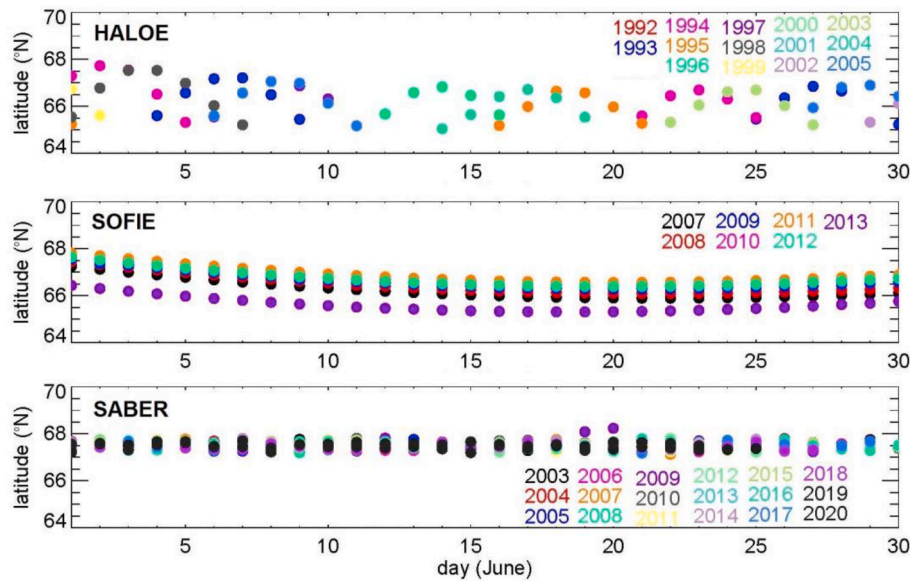 70
68
66
64
latitude (°N)
HALOE
1992 1994 1997 2000 2003
1993 1995 1998 2001 2004
1996 1999 2002 2005
5 10 15 20 25 30
70
68
66
64
latitude (°N)
SOFIE
2007 2009 2011 2013
2008 2010 2012
5 10 15 20 25 30
70
68
67
64
latitude (°N)
SABER
2003 2006 2009 2012 2015 2018
2004 2007 2010 2013 2016 2019
2005 2008 2011 2014 2017 2020
5 10 15 20 25 30
day (June)